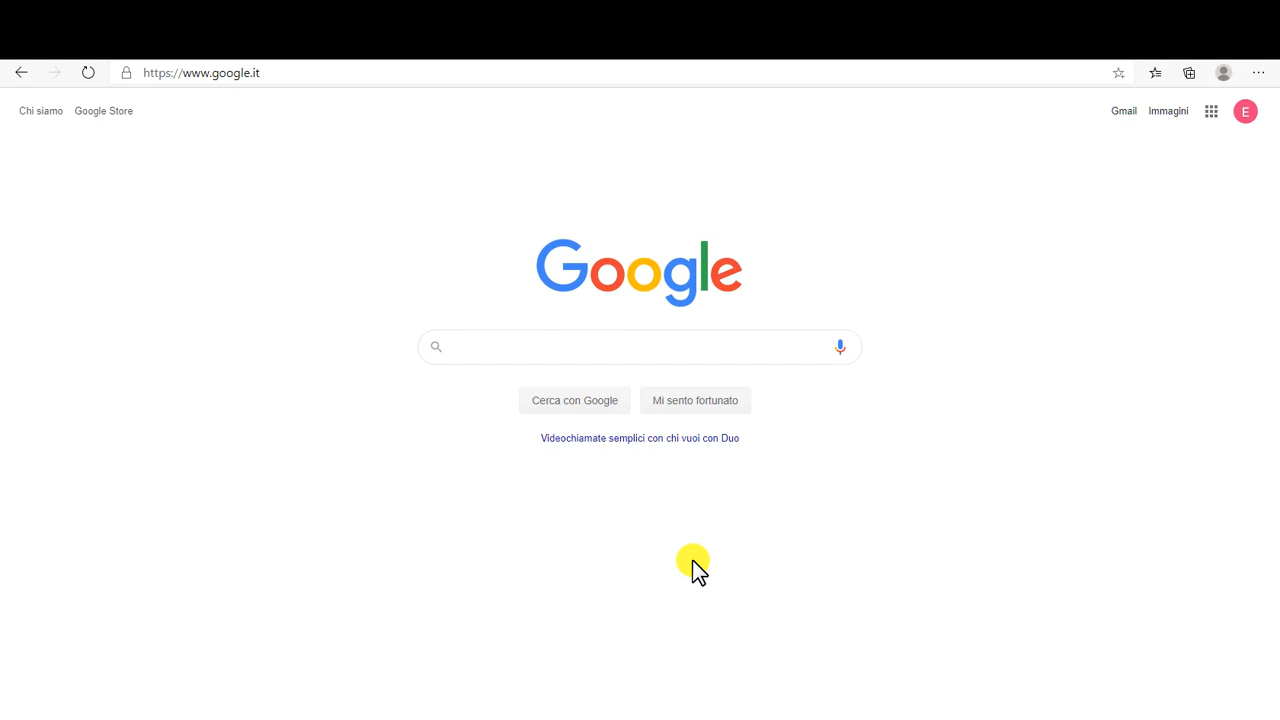 https://www.google.it
Chi siamo Google Store
Gmail Immagini E
Google
Cerca con Google Mi sento fortunato
Videochiamate semplici con chi vuoi con Duo